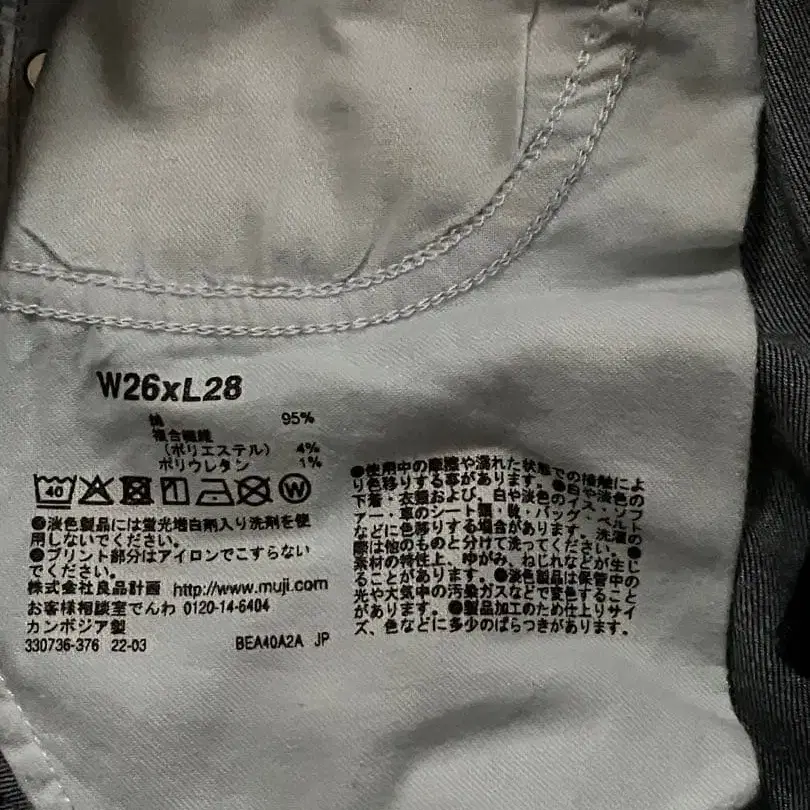 W26xL28
綿 95%
複合繊維
(ポリエステル) 4%
ポリウレタン 1%
40
W
●淡色製品には蛍光増白剤入り洗剤を使
用しないでください。
●プリント部分はアイロンでこすらない
でください。
株式会社良品計画 http://www.muji.com
お客様相談室でんわ 0120-14-6404
カンボジア製
330736-376 22-03 BEA40A2A JP
●使用中の摩擦や濡れた状態での接触によ
り色移りする事があります。●白や淡色の
下着・衣類および、白や淡色のブラス・ソフ
アー・車のシート類・靴・バッグ・ベルト
などに色移りする場合があります。洗濯の
際は他のものと分けて洗ってください。●
素材の特性上、ゆがみ、ねじれなどが生じ
ることがあります。●淡色製品は保管中の
光や大気中の汚染ガスなどで変色すること
があります。●製品加工のため仕上りサイ
ズ、色などに多少のばらつきがあります。